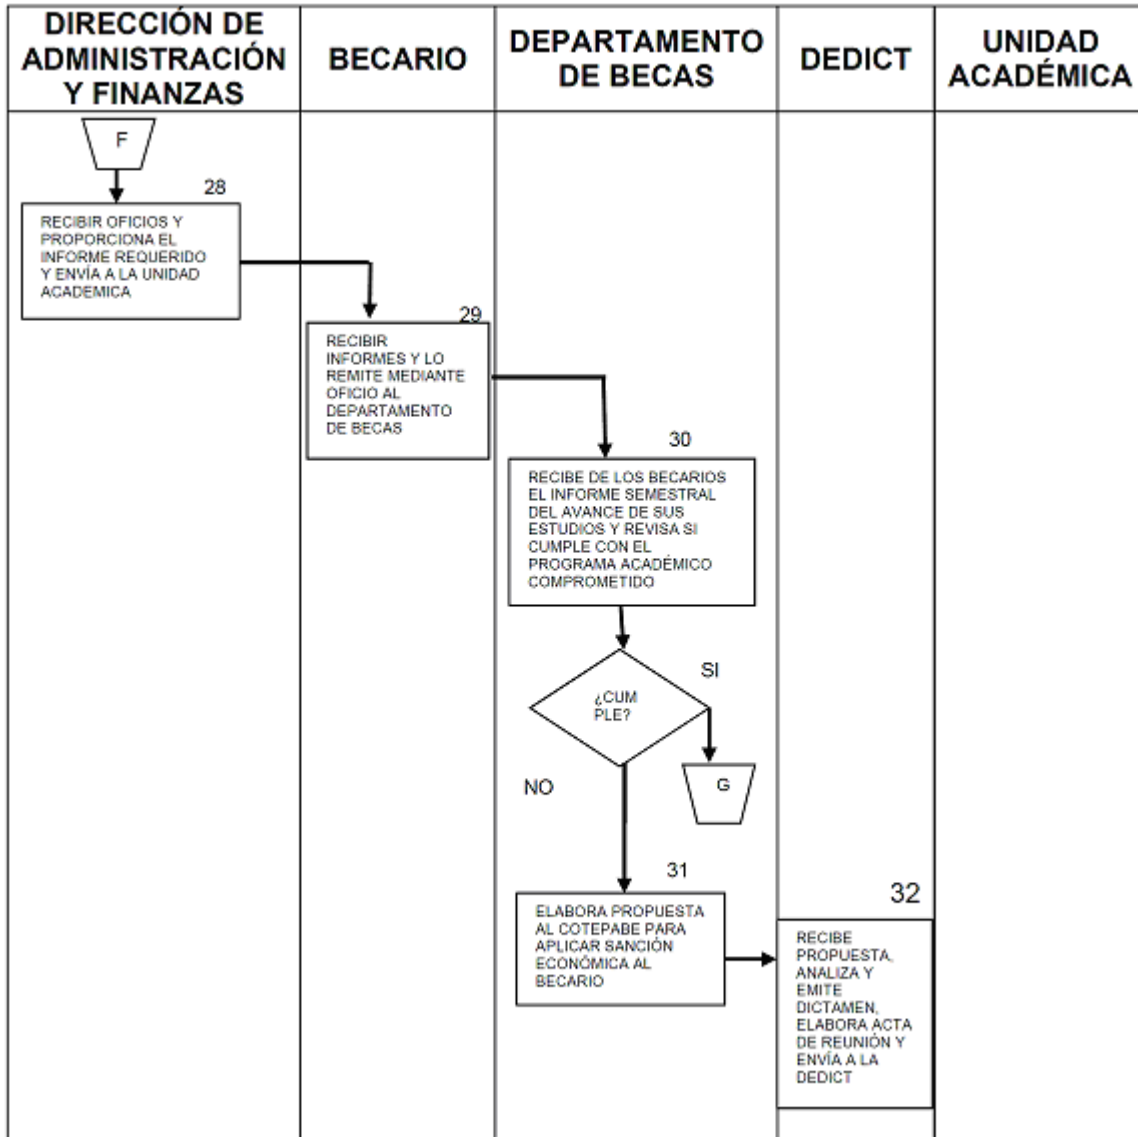 DIRECCIÓN DE
ADMINISTRACIÓN
Y FINANZAS
BECARIO
DEPARTAMENTO
DE BECAS
DEDICT
UNIDAD
ACADÉMICA
F
28
RECIBIR OFICIOS Y
PROPORCIONA EL
INFORME REQUERIDO
Y ENVÍA A LA UNIDAD
ACADEMICA
29
RECIBIR
INFORMES Y LO
REMITE MEDIANTE
OFICIO AL
DEPARTAMENTO
DE BECAS
30
RECIBE DE LOS BECARIOS
EL INFORME SEMESTRAL
DEL AVANCE DE SUS
ESTUDIOS Y REVISA SI
CUMPLE CON EL
PROGRAMA ACADÉMICO
COMPROMETIDO
¿CUM
PLE?
SI
G
NO
31
ELABORA PROPUESTA
AL COTEPABE PARA
APLICAR SANCIÓN
ECONÓMICA AL
BECARIO
32
RECIBE
PROPUESTA,
ANALIZA Y
EMITE
DICTAMEN,
ELABORA ACTA
DE REUNIÓN Y
ENVÍA A LA
DEDICT